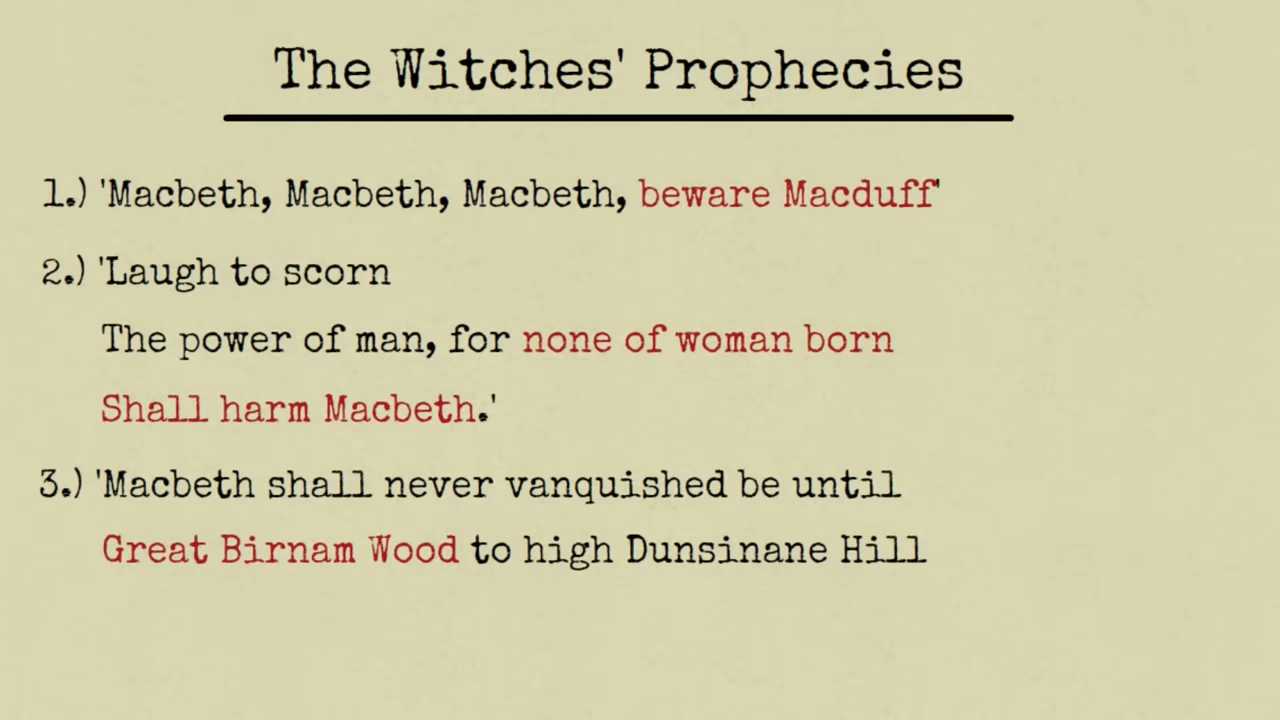 The Witches' Prophecies
1.) 'Macbeth, Macbeth, Macbeth, beware Macduff'
2.) 'Laugh to scorn
The power of man, for none of woman born
Shall harm Macbeth.'
3.) 'Macbeth shall never vanquished be until
Great Birnam Wood to high Dunsinane Hill